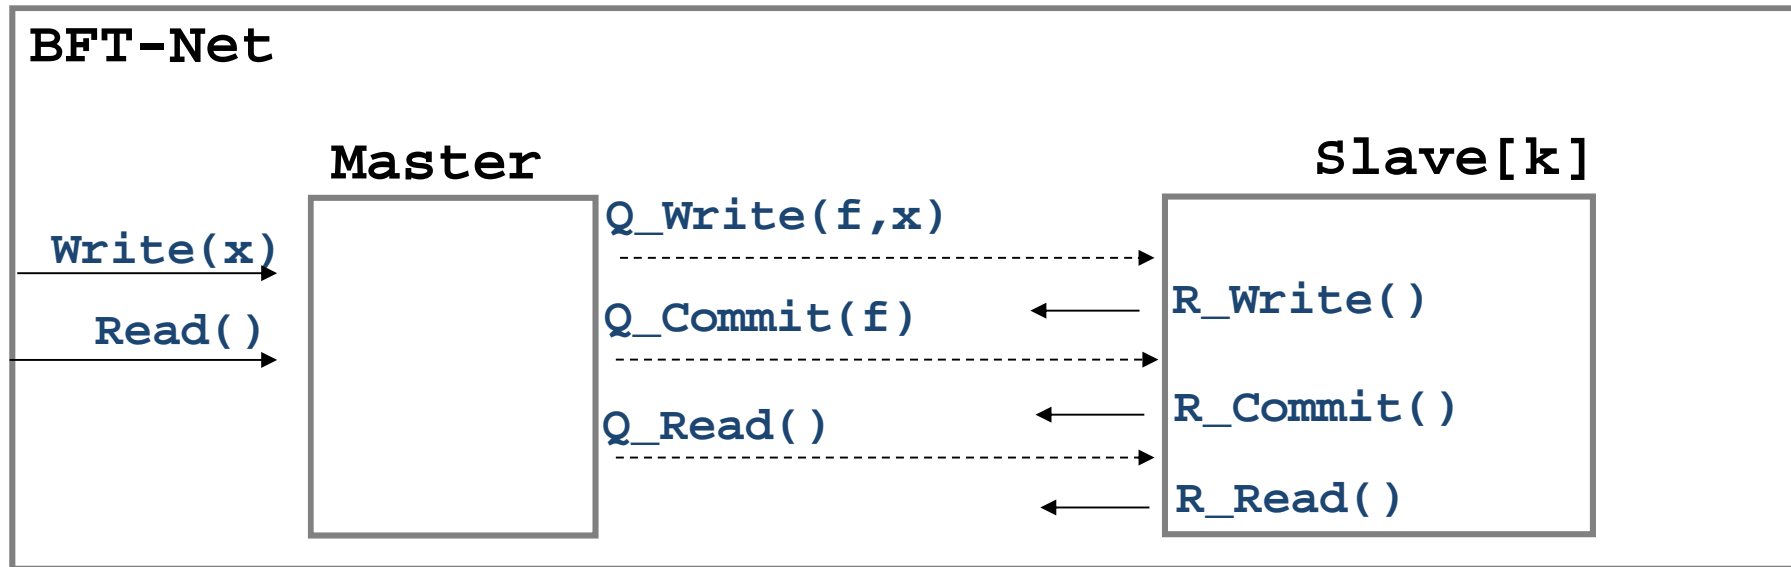 BFT-Net
Master
Slave[k]
Write(x)
Read()
Q_Write(f,x)
Q_Commit(f)
Q_Read()
R_Write()
R_Commit()
R_Read()